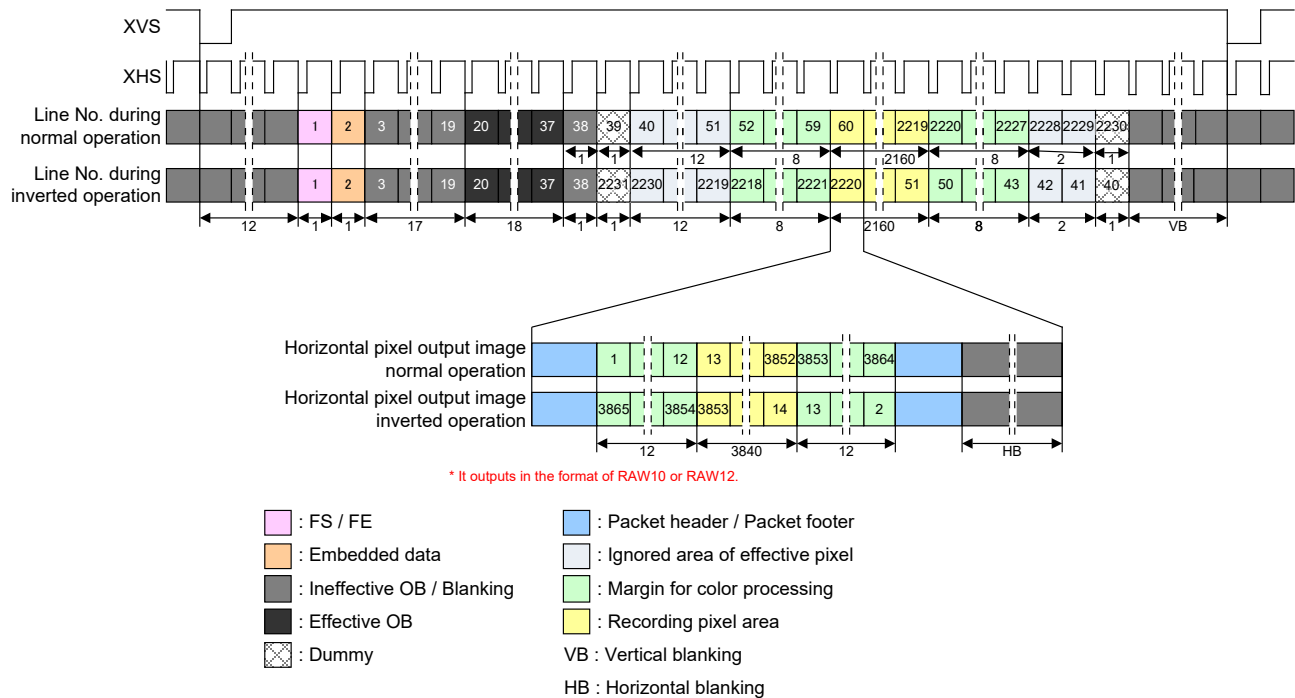 XVS
XHS
Line No. during
normal operation
1 2 3 19 20 37 38 39 40 51 52 59 60 2219 2220 2227 2228 2229 2230
1 1 12 8 2160 8 2 1
Line No. during
inverted operation
1 2 3 19 20 37 38 2231 2230 2219 2218 2221 2220 51 50 43 42 41 40
12 1 1 17 18 1 1 12 8 2160 8 2 1 VB
Horizontal pixel output image
normal operation
1 12 13 3852 3853 3864
Horizontal pixel output image
inverted operation
3865 3854 3853 14 13 2
12 3840 12 HB
* It outputs in the format of RAW10 or RAW12.
: FS / FE
: Embedded data
: Ineffective OB / Blanking
: Effective OB
: Dummy
: Packet header / Packet footer
: Ignored area of effective pixel
: Margin for color processing
: Recording pixel area
VB : Vertical blanking
HB : Horizontal blanking